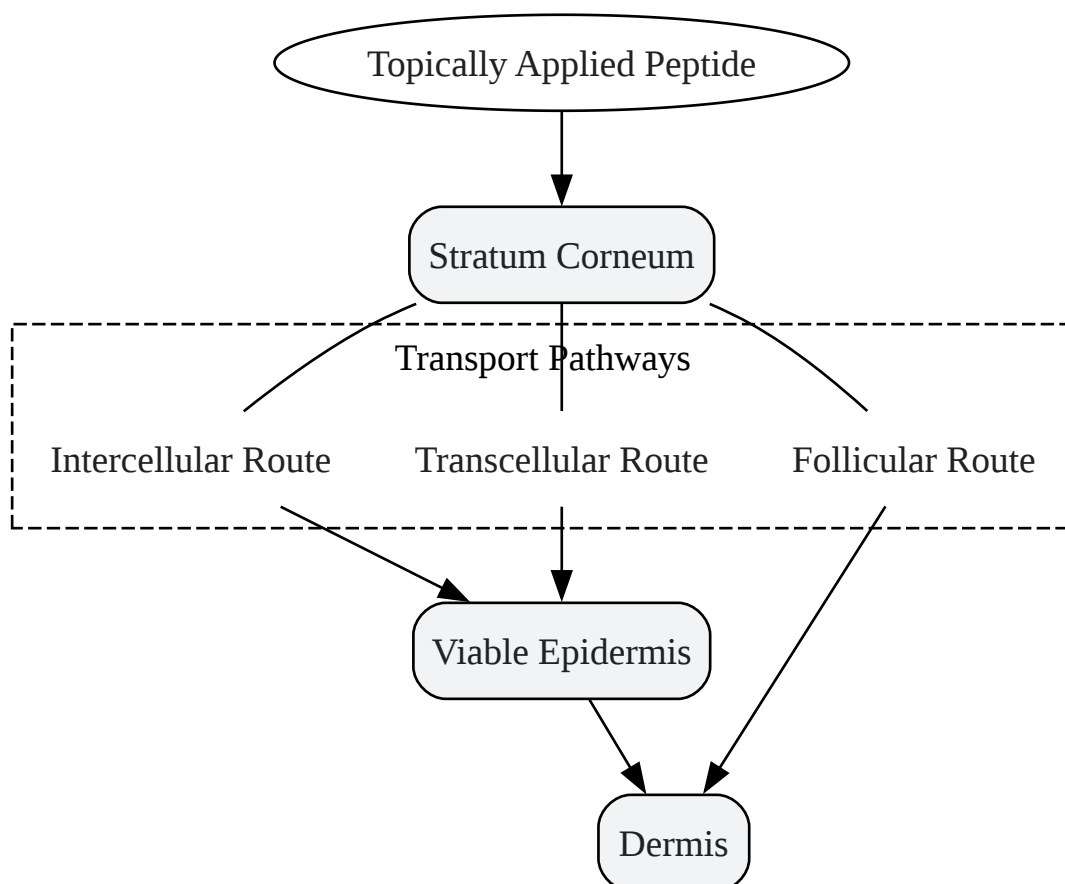 Topically Applied Peptide
Stratum Corneum
Transport Pathways
Intercellular Route
Transcellular Route
Follicular Route
Viable Epidermis
Dermis